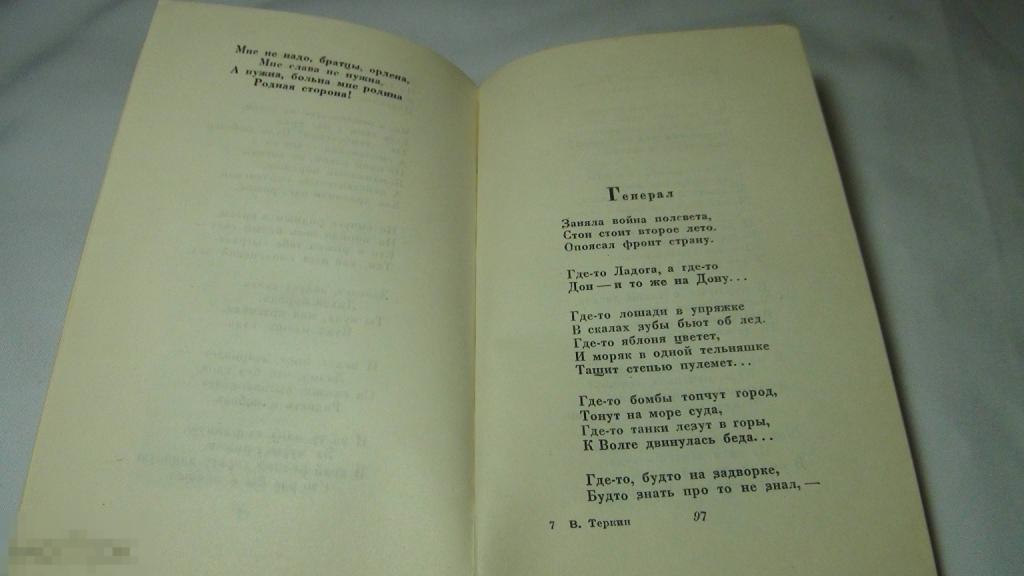 Мне не надо, братцы, ордена,
Мне слава не нужна,
А нужна, больна мне родина
Родная сторона!
Генерал
Заняла война полсвета,
Стон стоит второе лето.
Опоясал фронт страну.
Где-то Ладога, а где-то
Дон — и то же на Дону...
Где-то лошади в упряжке
В скалах зубы бьют об лед.
Где-то яблоня цветет,
И моряк в одной тельняшке
Тащит степью пулемет...
Где-то бомбы топчут город,
Тонут на море суда,
Где-то танки лезут в горы,
К Волге двинулась беда...
Где-то, будто на задворке,
Будто знать про то не знал, —
7 В. Теркин 97